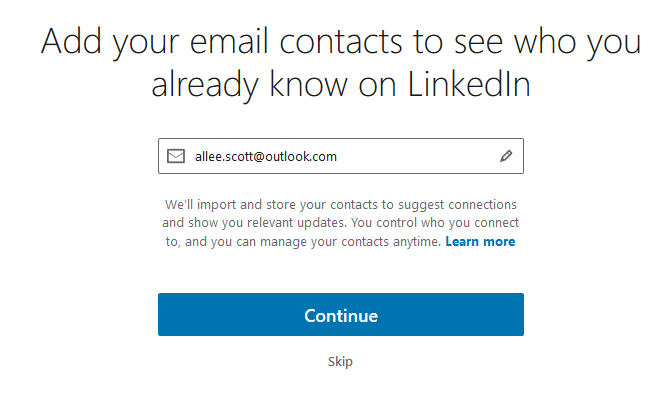 Add your email contacts to see who you
already know on LinkedIn
allee.scott@outlook.com
We'll import and store your contacts to suggest connections
and show you relevant updates. You control who you connect
to, and you can manage your contacts anytime. Learn more
Continue
Skip